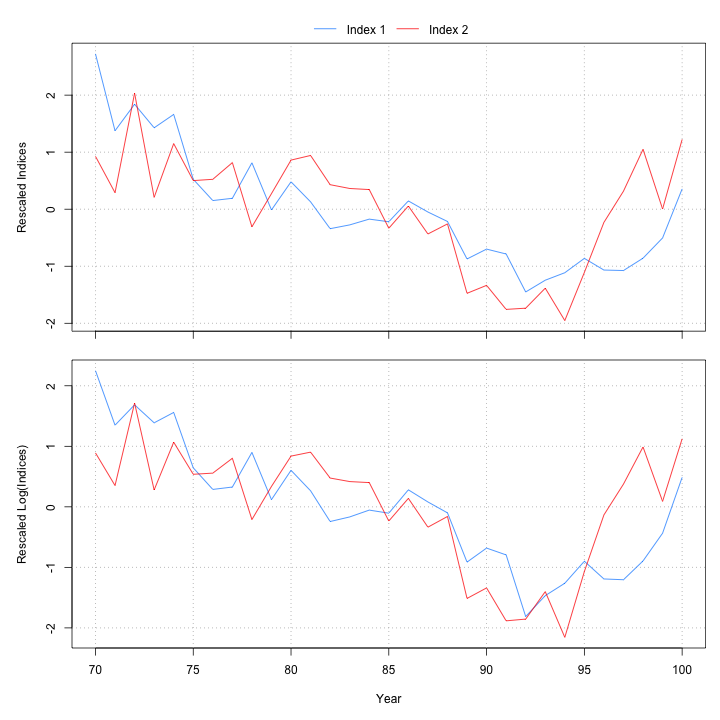 Index 1 Index 2
Rescaled Indices
2
1
0
-1
-2
Rescaled Log(Indices)
2
1
0
-1
-2
70 75 80 85 90 95 100
Year